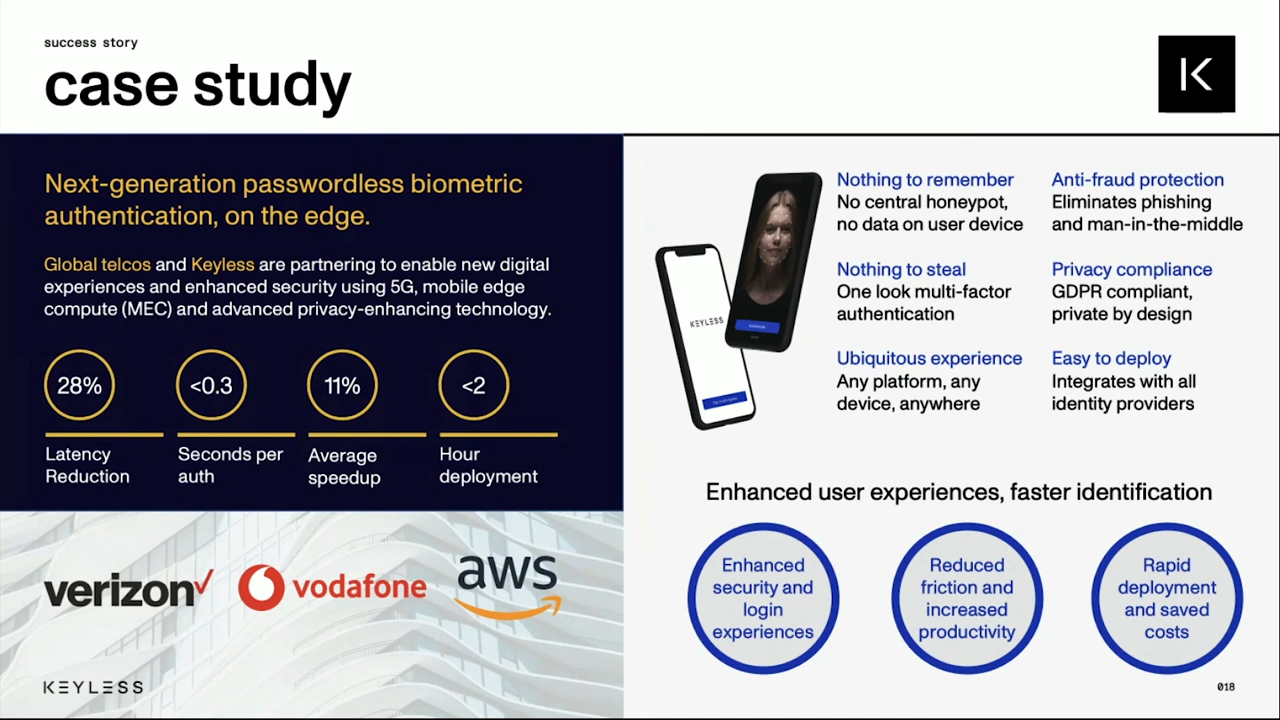 success story
case study
Next-generation passwordless biometric
authentication, on the edge.
Global telcos and Keyless are partnering to enable new digital
experiences and enhanced security using 5G, mobile edge
compute (MEC) and advanced privacy-enhancing technology.
28%
Latency
Reduction
<0.3
Seconds per
auth
11%
Average
speedup
<2
Hour
deployment
verizon
vodafone
aws
KEYLESS
KEYLESS
Nothing to remember
No central honeypot,
no data on user device
Anti-fraud protection
Eliminates phishing
and man-in-the-middle
Nothing to steal
One look multi-factor
authentication
Privacy compliance
GDPR compliant,
private by design
Ubiquitous experience
Any platform, any
device, anywhere
Easy to deploy
Integrates with all
identity providers
Enhanced user experiences, faster identification
Enhanced
security and
login
experiences
Reduced
friction and
increased
productivity
Rapid
deployment
and saved
costs
018